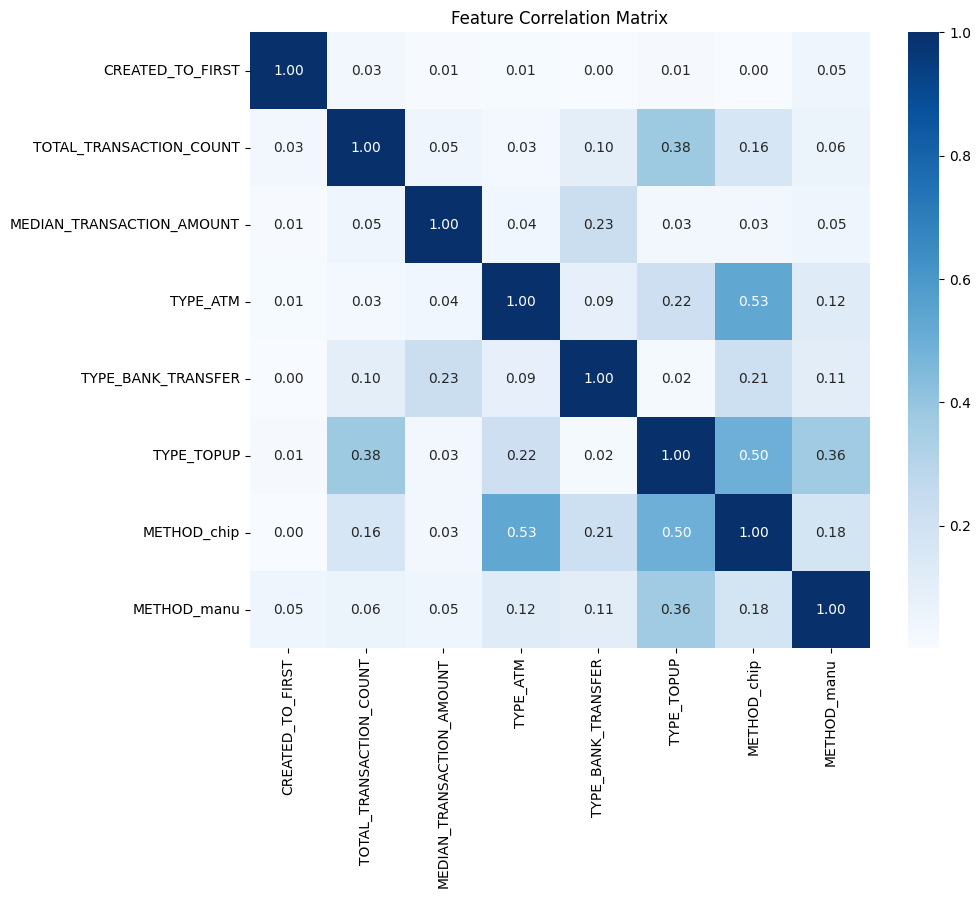 Feature Correlation Matrix
CREATED_TO_FIRST 1.00 0.03 0.01 0.01 0.00 0.01 0.00 0.05
TOTAL_TRANSACTION_COUNT 0.03 1.00 0.05 0.03 0.10 0.38 0.16 0.06
MEDIAN_TRANSACTION_AMOUNT 0.01 0.05 1.00 0.04 0.23 0.03 0.03 0.05
TYPE_ATM 0.01 0.03 0.04 1.00 0.09 0.22 0.53 0.12
TYPE_BANK_TRANSFER 0.00 0.10 0.23 0.09 1.00 0.02 0.21 0.11
TYPE_TOPUP 0.01 0.38 0.03 0.22 0.02 1.00 0.50 0.36
METHOD_chip 0.00 0.16 0.03 0.53 0.21 0.50 1.00 0.18
METHOD_manu 0.05 0.06 0.05 0.12 0.11 0.36 0.18 1.00
CREATED_TO_FIRST
TOTAL_TRANSACTION_COUNT
MEDIAN_TRANSACTION_AMOUNT
TYPE_ATM
TYPE_BANK_TRANSFER
TYPE_TOPUP
METHOD_chip
METHOD_manu
1.0
0.8
0.6
0.4
0.2